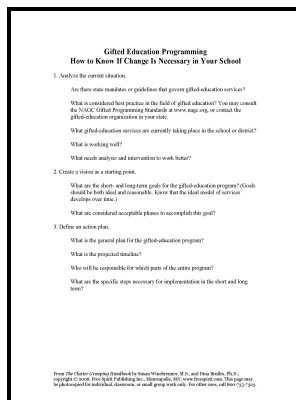 Gifted Education Programming
How to Know If Change Is Necessary in Your School
1. Analyze the current situation.
Are there state mandates or guidelines that govern gifted-education services?
What is considered best practice in the field of gifted education? You may consult
the NAGC Gifted Programming Standards at www.nagc.org, or contact the
gifted-education organization in your state.
What gifted-education services are currently taking place in the school or district?
What is working well?
What needs analysis and intervention to work better?
2. Create a vision as a starting point.
What are the short- and long-term goals for the gifted-education program? (Goals
should be both ideal and reasonable. Know that the ideal model of services
develops over time.)
What are considered acceptable phases to accomplish this goal?
3. Define an action plan.
What is the general plan for the gifted-education program?
What is the projected timeline?
Who will be responsible for which parts of the entire program?
What are the specific steps necessary for implementation in the short and long
term?
From The Cluster Grouping Handbook by Susan Winebrenner, M.S., and Dina Brulles, Ph.D.,
copyright © 2008. Free Spirit Publishing Inc., Minneapolis, MN; www.freespirit.com. This page may
be photocopied for individual, classroom, or small group work only. For other uses, call 800-735-7323.